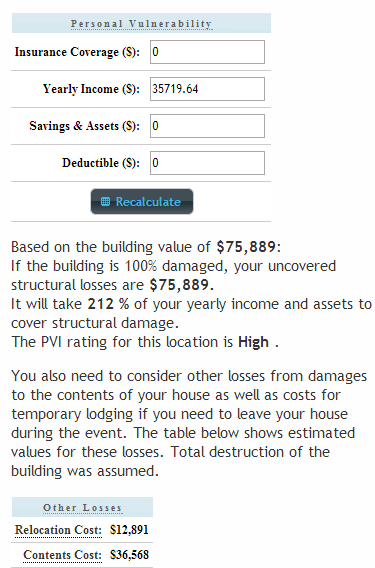 Personal Vulnerability
Insurance Coverage ($): 0
Yearly Income ($): 35719.64
Savings & Assets ($): 0
Deductible ($): 0
Recalculate
Based on the building value of $75,889:
If the building is 100% damaged, your uncovered
structural losses are $75,889.
It will take 212 % of your yearly income and assets to
cover structural damage.
The PVI rating for this location is High .
You also need to consider other losses from damages
to the contents of your house as well as costs for
temporary lodging if you need to leave your house
during the event. The table below shows estimated
values for these losses. Total destruction of the
building was assumed.
Other Losses
Relocation Cost: $12,891
Contents Cost: $36,568